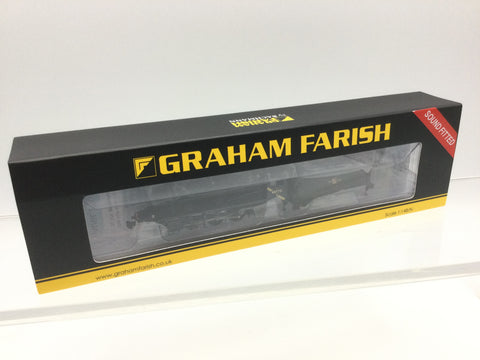 GRAHAM FARISH
SOUND FITTED
www.grahamfarish.co.uk
Scale 1:148th